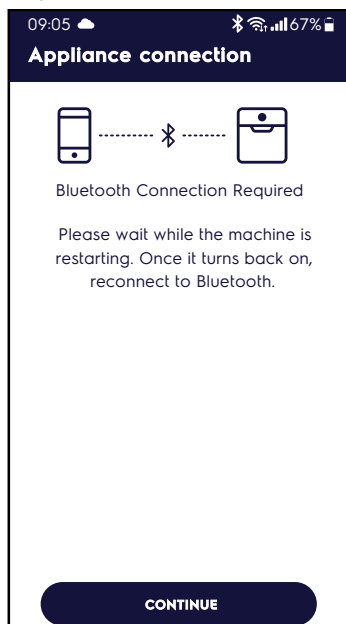 09:05 67%
Appliance connection
Bluetooth Connection Required
Please wait while the machine is
restarting. Once it turns back on,
reconnect to Bluetooth.
CONTINUE